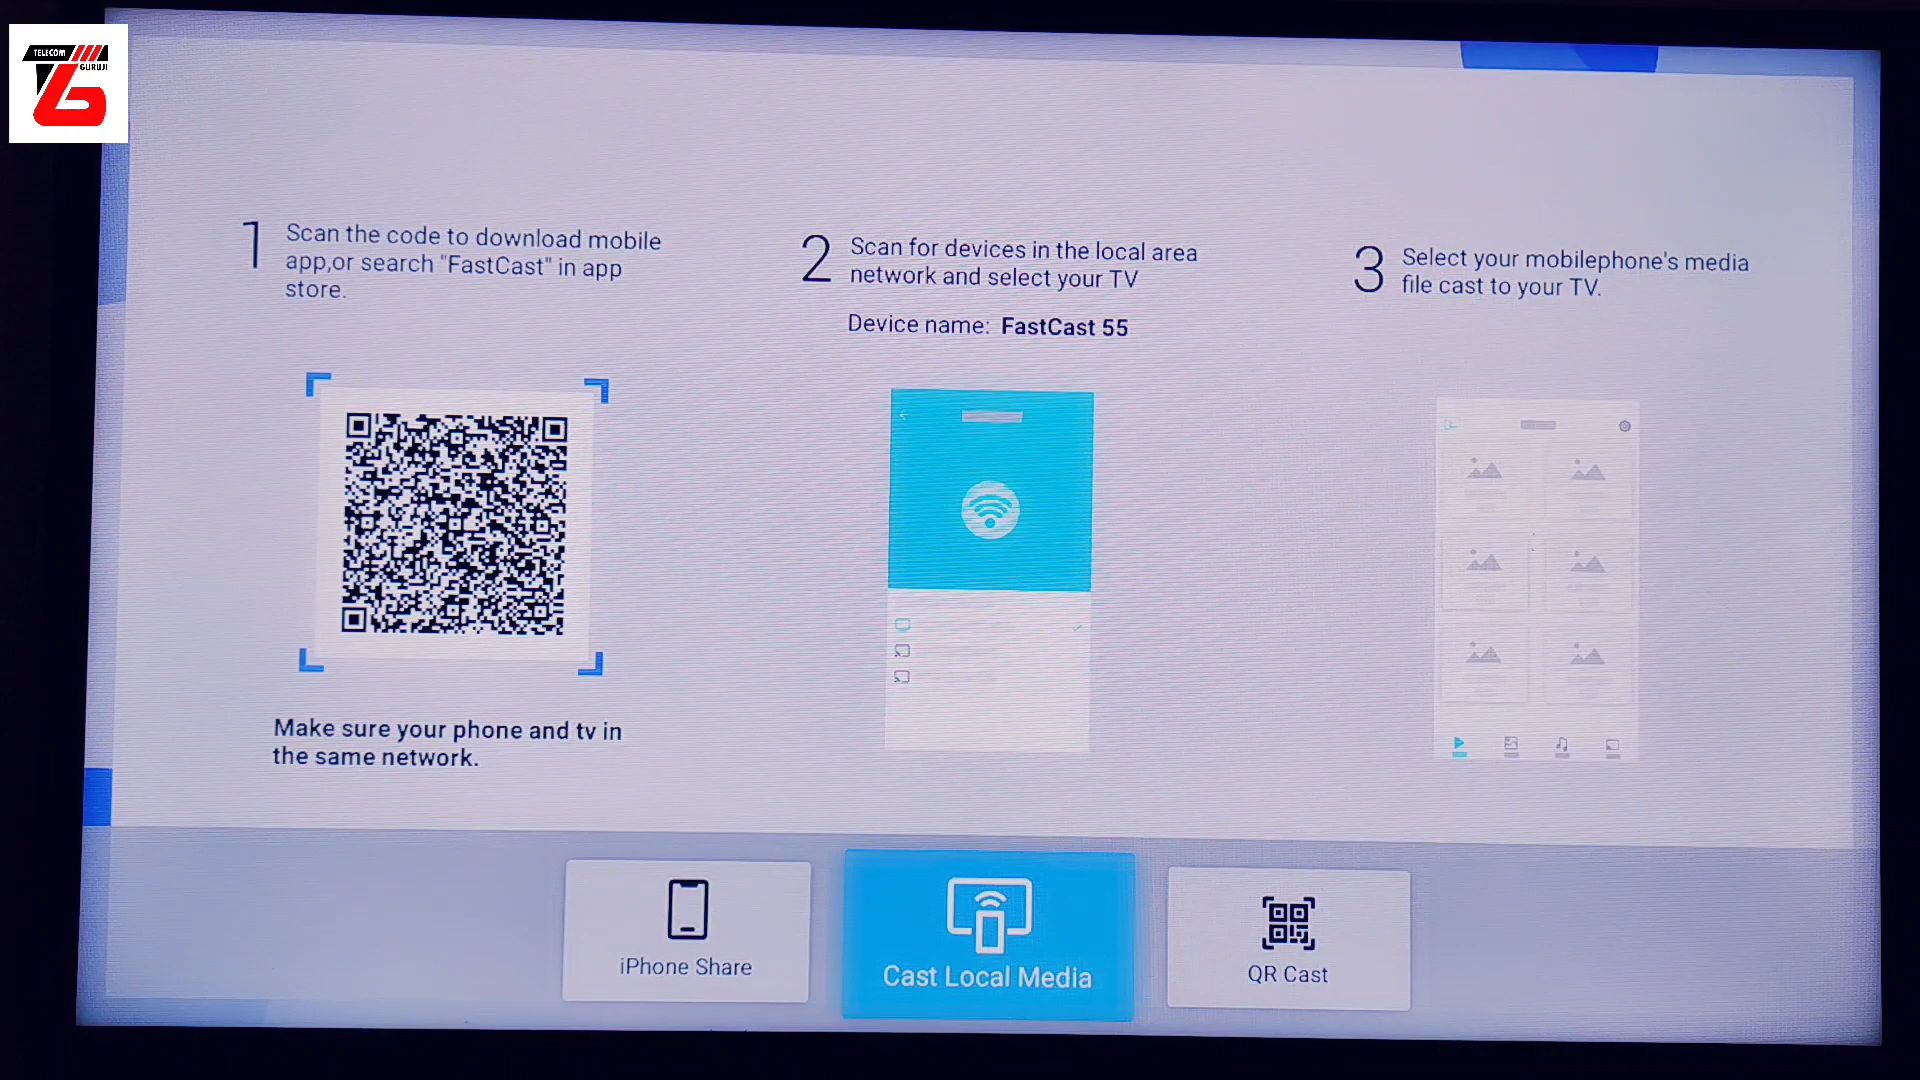 TELECOM
GURUJI
1 Scan the code to download mobile
app,or search "FastCast" in app
store.
2 Scan for devices in the local area
network and select your TV
Device name: FastCast 55
3 Select your mobilephone's media
file cast to your TV.
Make sure your phone and tv in
the same network.
iPhone Share
Cast Local Media
QR Cast